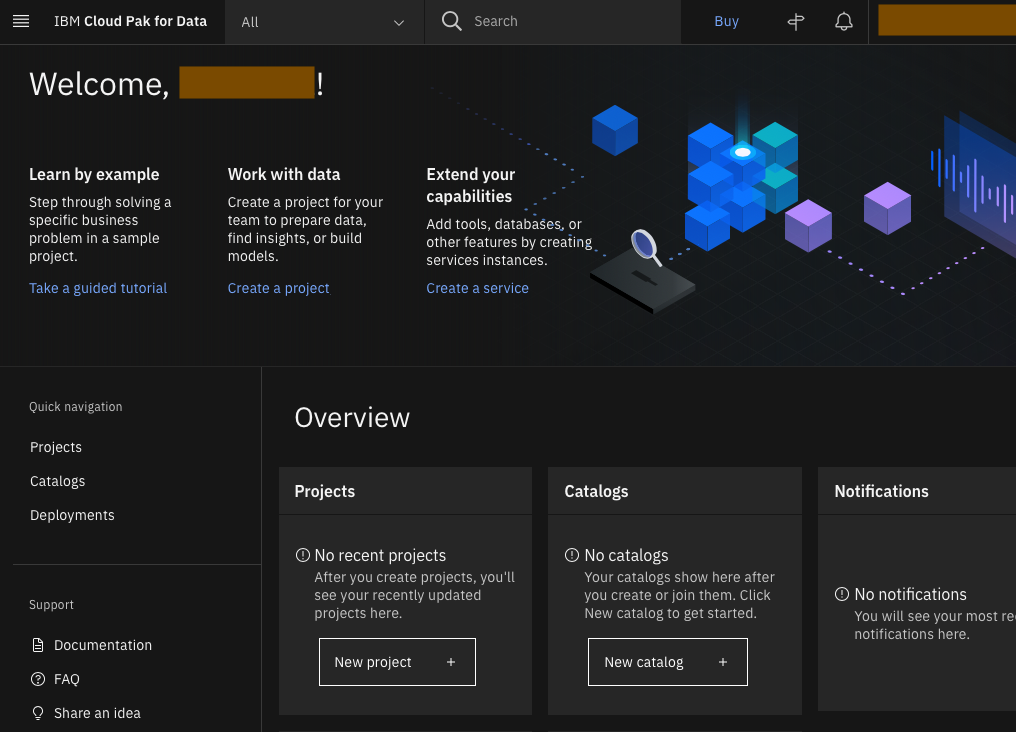 IBM Cloud Pak for Data
All
Search
Buy
Welcome, !
Learn by example
Step through solving a
specific business
problem in a sample
project.
Take a guided tutorial
Work with data
Create a project for your
team to prepare data,
find insights, or build
models.
Create a project
Extend your
capabilities
Add tools, databases, or
other features by creating
services instances.
Create a service
Quick navigation
Projects
Catalogs
Deployments
Support
Documentation
FAQ
Share an idea
Overview
Projects
No recent projects
After you create projects, you'll
see your recently updated
projects here.
New project +
Catalogs
No catalogs
Your catalogs show here after
you create or join them. Click
New catalog to get started.
New catalog +
Notifications
No notifications
You will see your most
notifications here.